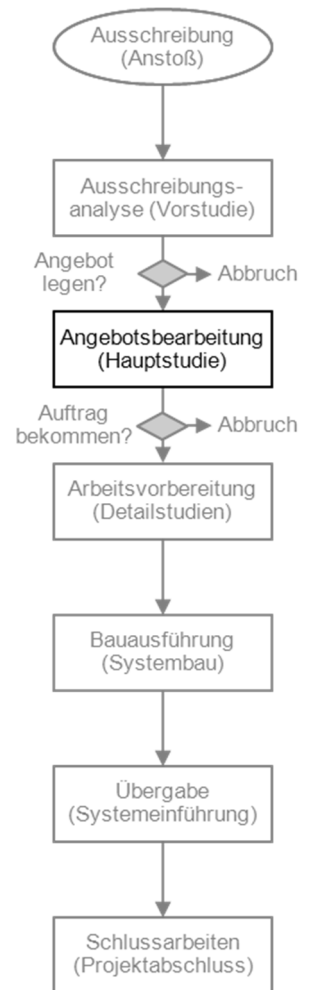 Ausschreibung
(Anstoß)
Ausschreibungs-
analyse (Vorstudie)
Angebot
legen?
Abbruch
Angebotsbearbeitung
(Hauptstudie)
Auftrag
bekommen?
Abbruch
Arbeitsvorbereitung
(Detailstudien)
Bauausführung
(Systembau)
Übergabe
(Systemeinführung)
Schlussarbeiten
(Projektabschluss)